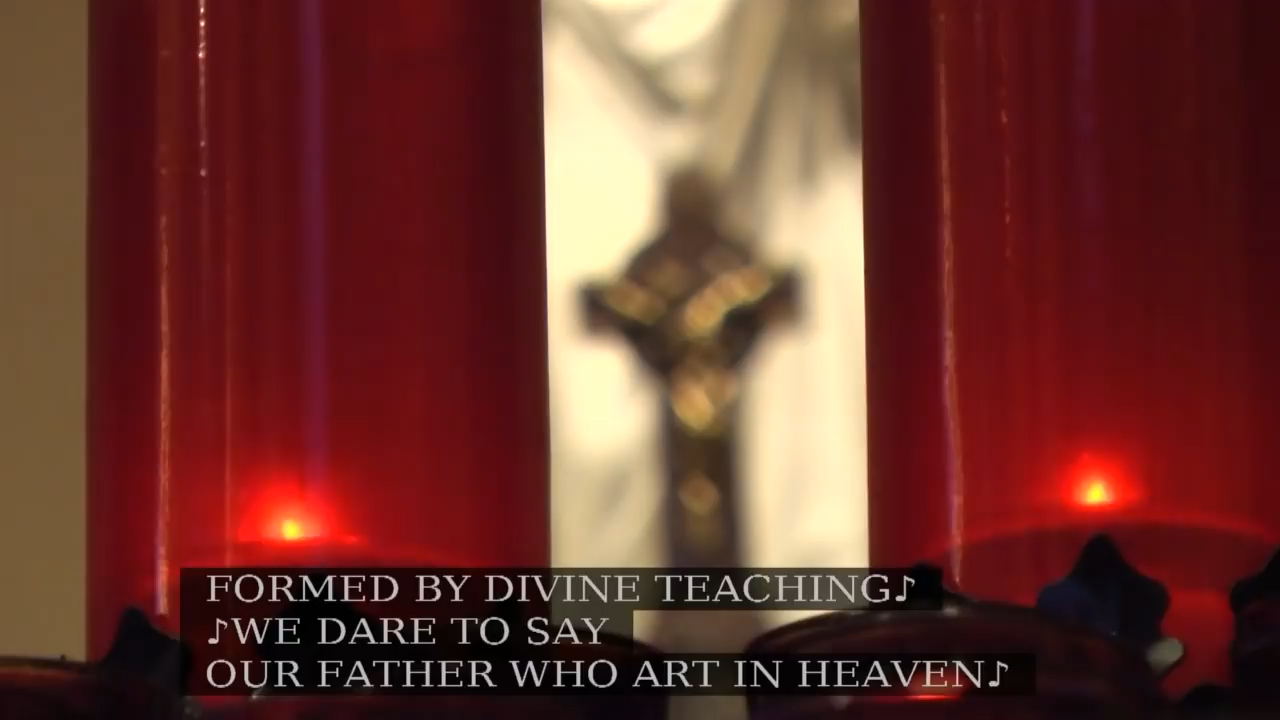 FORMED BY DIVINE TEACHING♪
♪WE DARE TO SAY
OUR FATHER WHO ART IN HEAVEN♪